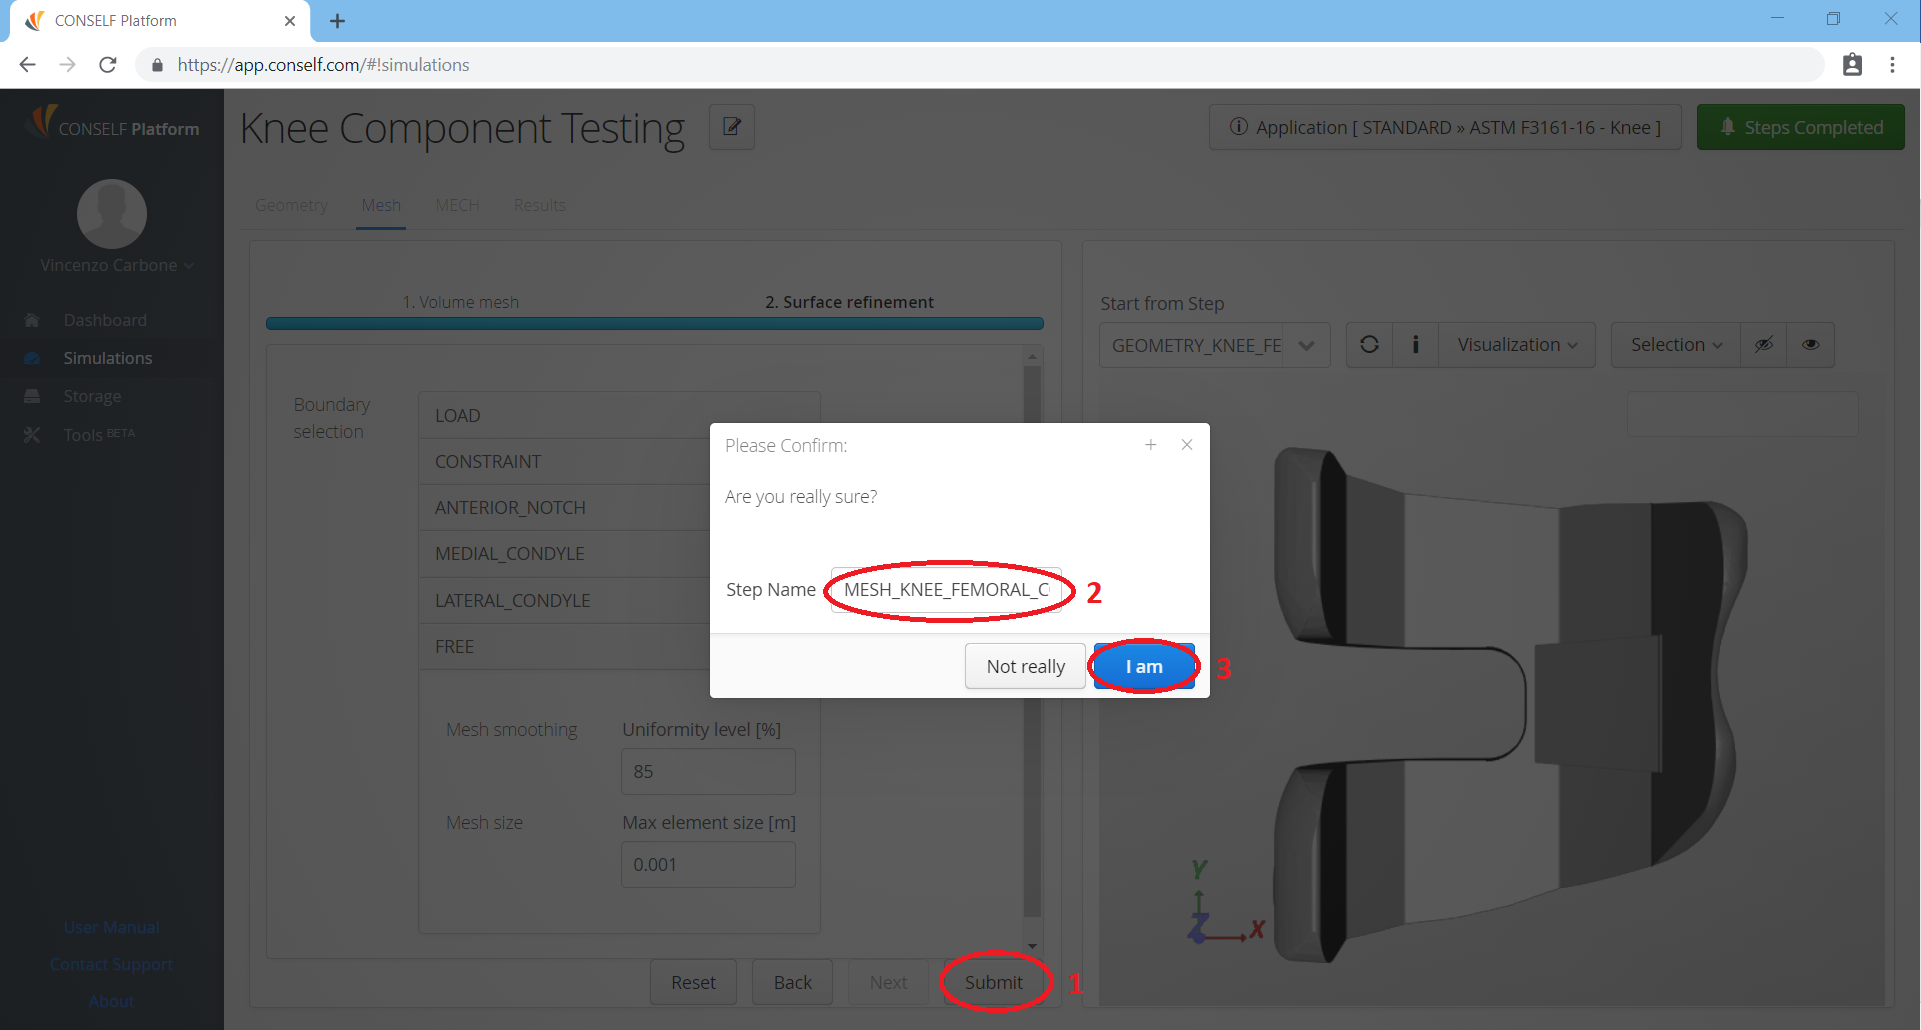 CONSELF Platform
https://app.conself.com/#!simulations
CONSELF Platform
Vincenzo Carbone
Dashboard
Simulations
Storage
Tools BETA
User Manual
Contact Support
About
Knee Component Testing
Application [ STANDARD » ASTM F3161-16 - Knee ]
Steps Completed
Geometry
Mesh
MECH
Results
1. Volume mesh
2. Surface refinement
Boundary
selection
LOAD
CONSTRAINT
ANTERIOR_NOTCH
MEDIAL_CONDYLE
LATERAL_CONDYLE
FREE
Mesh smoothing
Uniformity level [%]
85
Mesh size
Max element size [m]
0.001
Reset
Back
Next
Submit
1
Please Confirm:
Are you really sure?
Step Name
MESH_KNEE_FEMORAL_C
2
Not really
I am
3
Start from Step
GEOMETRY_KNEE_FE
Visualization
Selection
Y
Z
X